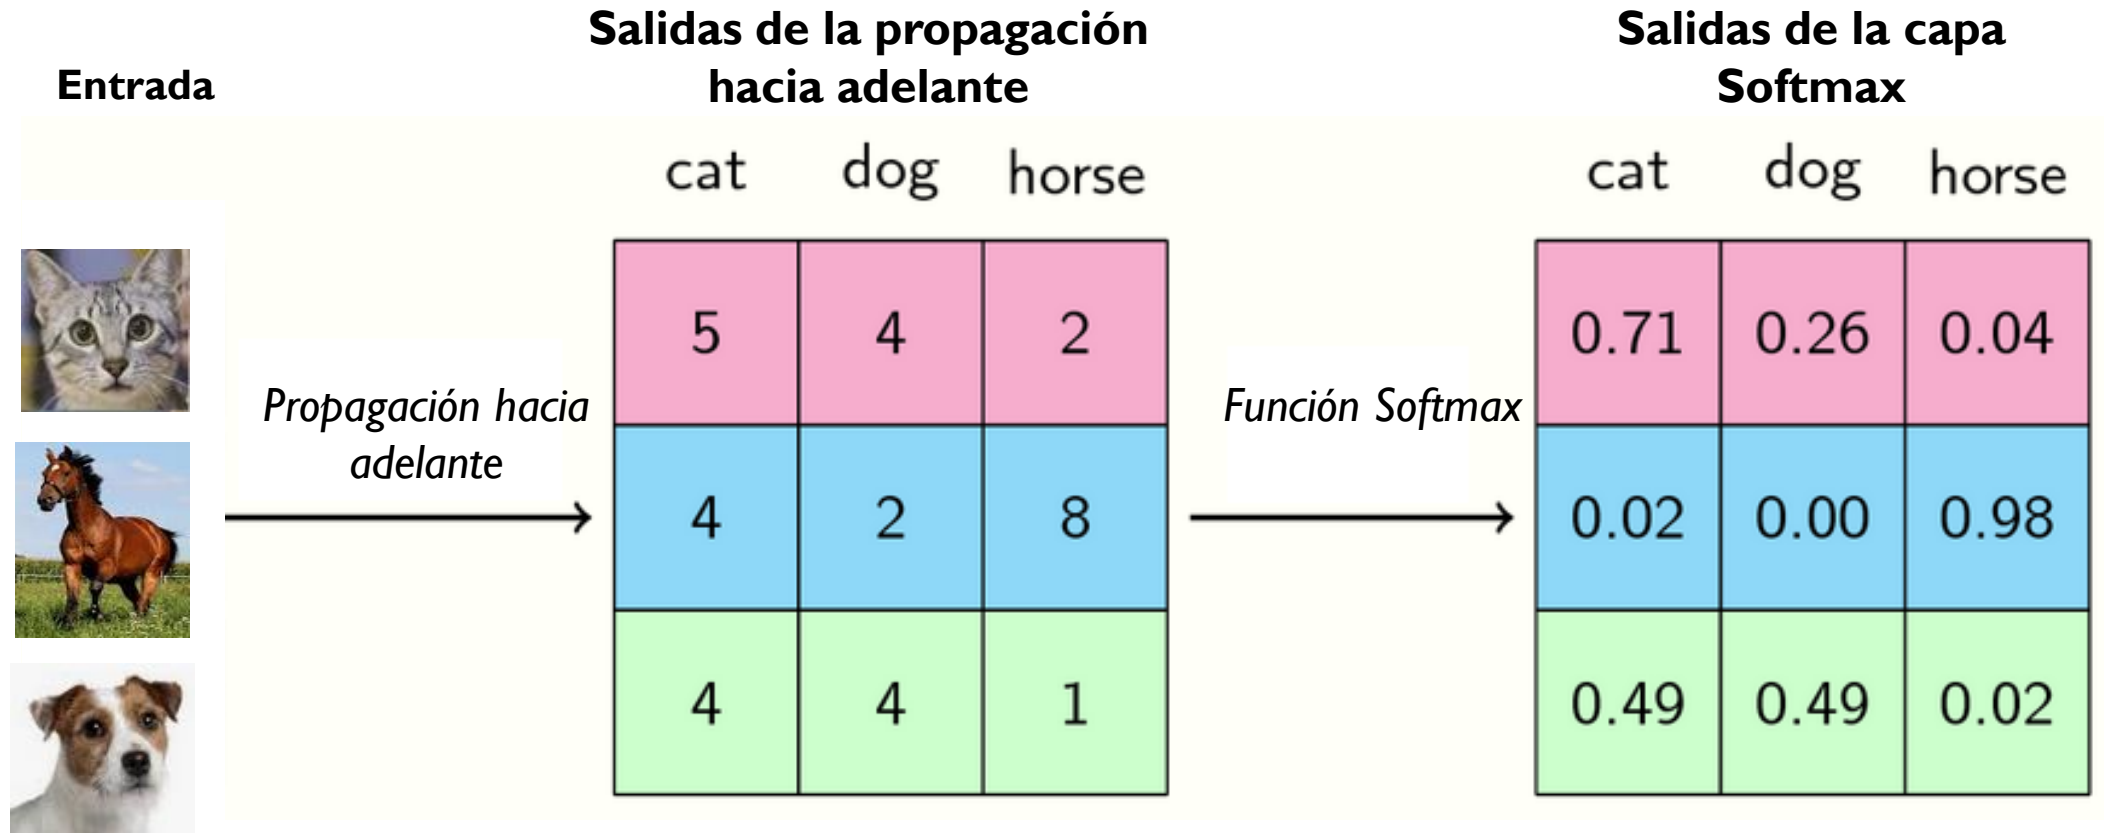 Entrada
Salidas de la propagación
hacia adelante
Salidas de la capa
Softmax
cat dog horse
cat dog horse
Propagación hacia
adelante
5 4 2
4 2 8
4 4 1
Función Softmax
0.71 0.26 0.04
0.02 0.00 0.98
0.49 0.49 0.02